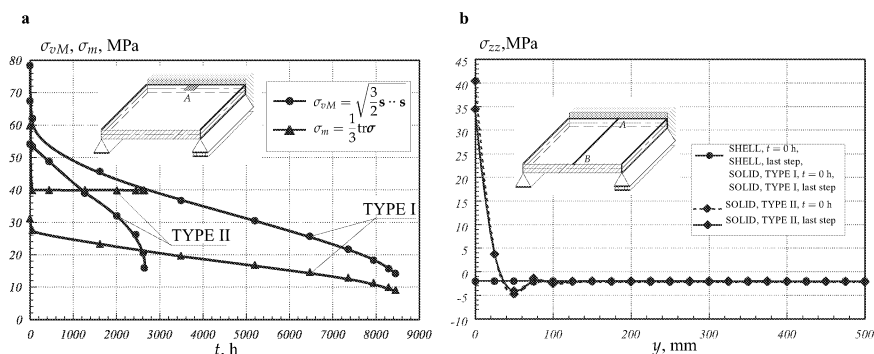 a
σvM, σm, MPa
80
70
60
50
40
30
20
10
0
0 1000 2000 3000 4000 5000 6000 7000 8000 9000
t, h
A
σvM = √(3/2 s ·· s)
σm = 1/3 trσ
TYPE I
TYPE II
b
σzz, MPa
45
40
35
30
25
20
15
10
5
0
-5
-10
0 100 200 300 400 500
y, mm
A
B
SHELL, t = 0 h,
SHELL, last step,
SOLID, TYPE I, t = 0 h,
SOLID, TYPE I, last step
SOLID, TYPE II, t = 0 h
SOLID, TYPE II, last step